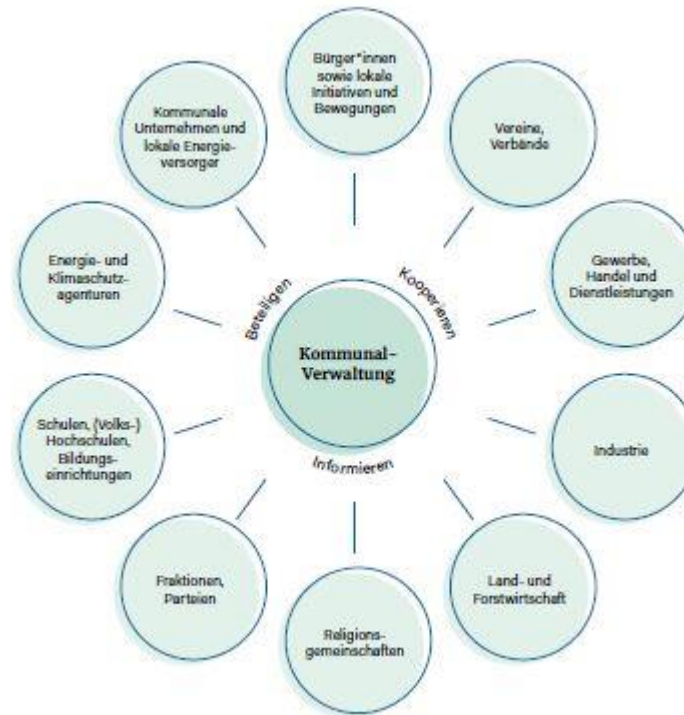 Bürger*innen
sowie lokale
Initiativen und
Bewegungen
Kommunale
Unternehmen und
lokale Energie-
versorger
Vereine,
Verbände
Energie- und
Klimaschutz-
agenturen
Gewerbe,
Handel und
Dienstleistungen
Beteiligen
Kooperieren
Kommunal-
Verwaltung
Informieren
Schulen, (Volks-)
Hochschulen,
Bildungs-
einrichtungen
Industrie
Fraktionen,
Parteien
Land- und
Forstwirtschaft
Religions-
gemeinschaften